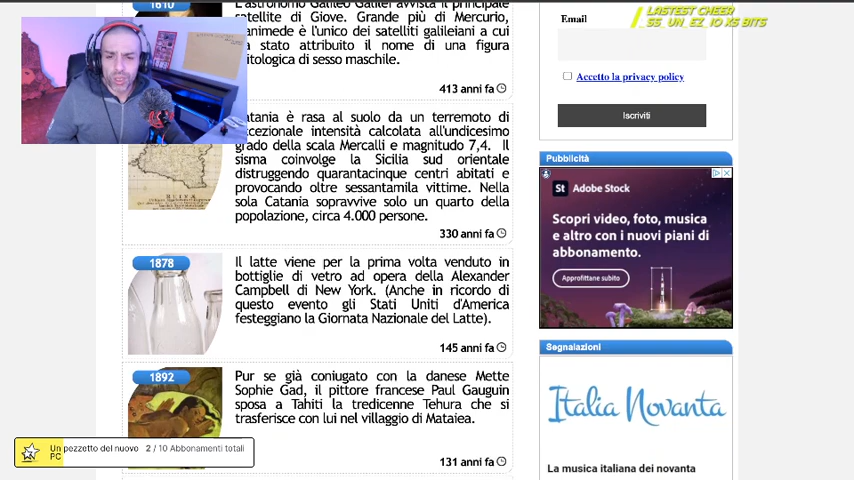 1610
L'astronomo Galileo Galilei avvista il principale
satellite di Giove. Grande più di Mercurio,
animede è l'unico dei satelliti galileiani a cui
stato attribuito il nome di una figura
itologica di sesso maschile.
413 anni fa
atania è rasa al suolo da un terremoto di
ccezionale intensità calcolata all'undicesimo
grado della scala Mercalli e magnitudo 7,4. Il
sisma coinvolge la Sicilia sud orientale
distruggendo quarantacinque centri abitati e
provocando oltre sessantamila vittime. Nella
sola Catania sopravvive solo un quarto della
popolazione, circa 4.000 persone.
330 anni fa
1878
Il latte viene per la prima volta venduto in
bottiglie di vetro ad opera della Alexander
Campbell di New York. (Anche in ricordo di
questo evento gli Stati Uniti d'America
festeggiano la Giornata Nazionale del Latte).
145 anni fa
1892
Pur se già coniugato con la danese Mette
Sophie Gad, il pittore francese Paul Gauguin
sposa a Tahiti la tredicenne Tehura che si
trasferisce con lui nel villaggio di Mataiea.
131 anni fa
Un pezzetto del nuovo PC
2 / 10 Abbonamenti totali
LASTEST CHEER
SS_UN_EZ_IO X5 BITS
Email
Accetto la privacy policy
Iscriviti
Pubblicità
St Adobe Stock
Scopri video, foto, musica
e altro con i nuovi piani di
abbonamento.
Approfittane subito
Segnalazioni
Italia Novanta
La musica italiana dei novanta